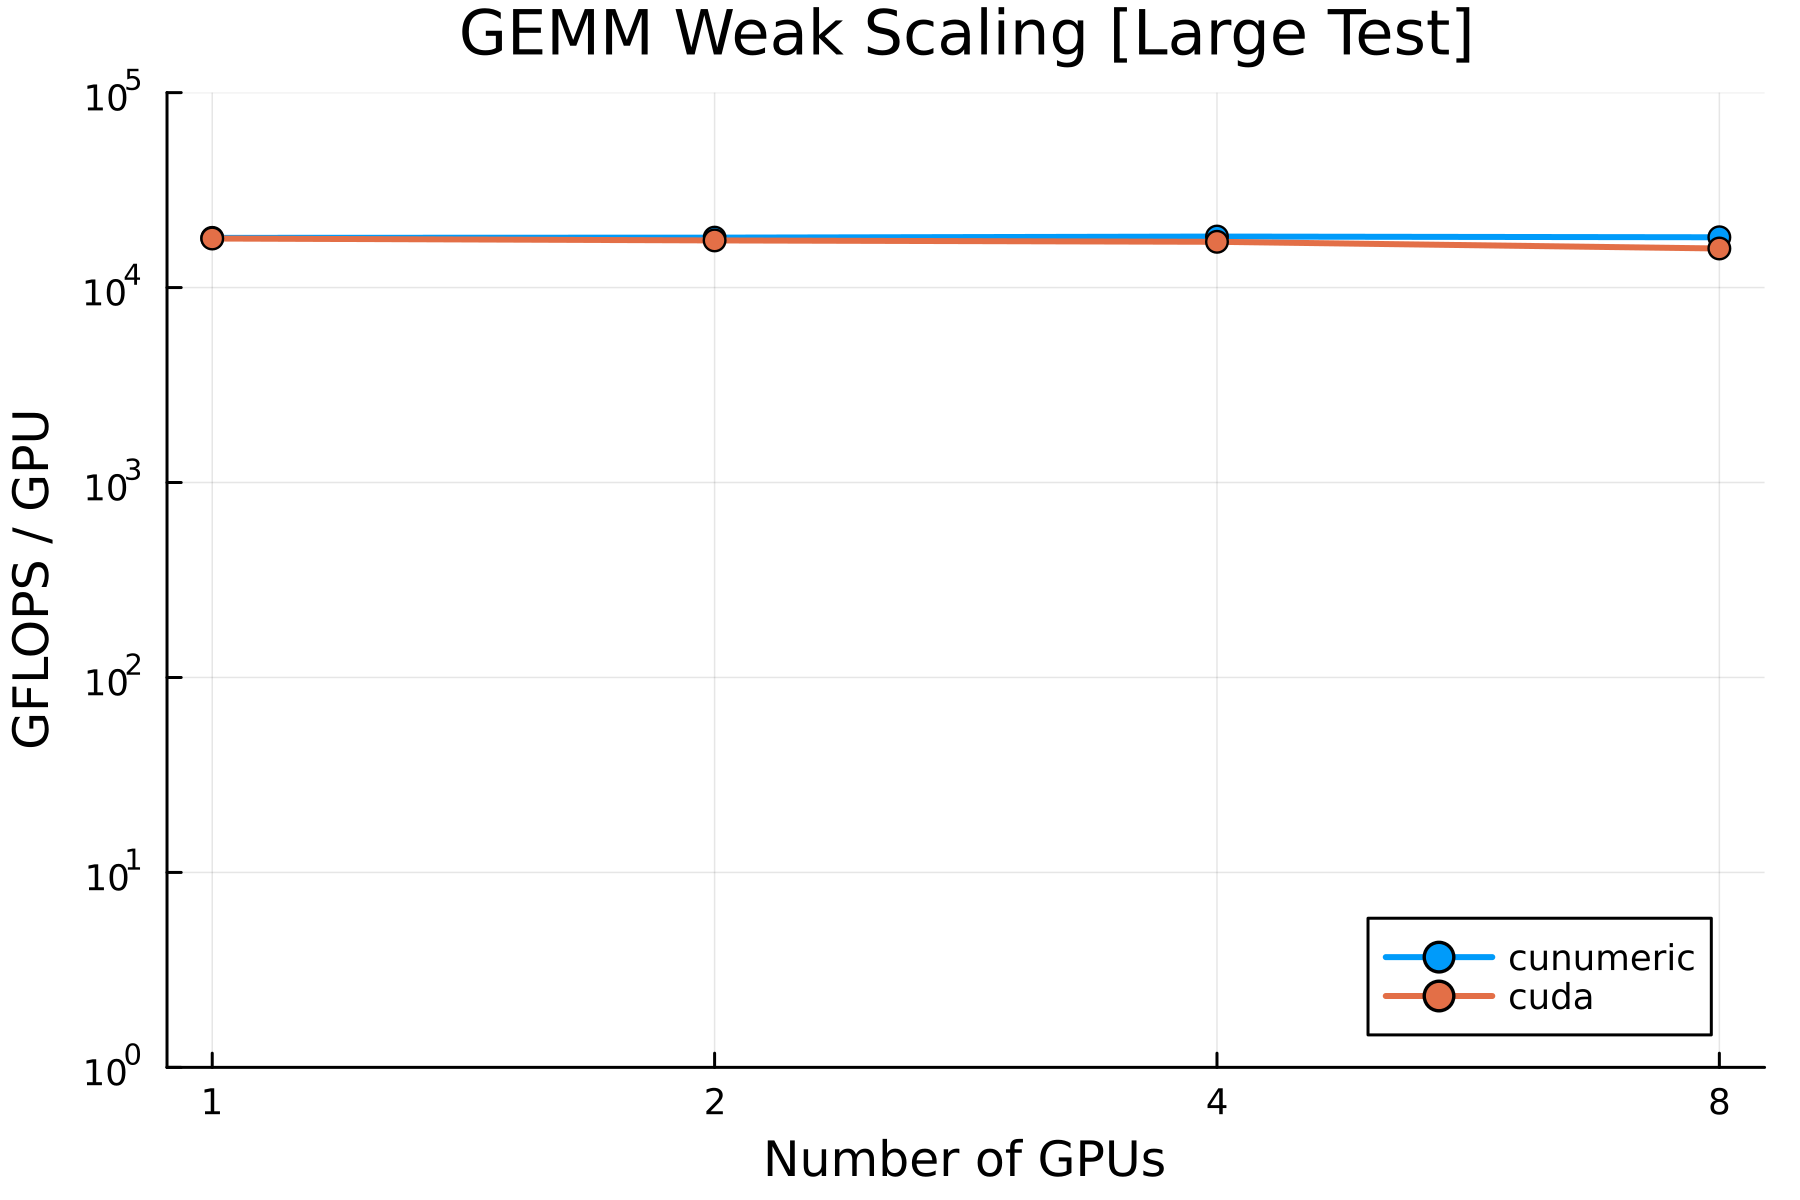 GEMM Weak Scaling [Large Test]
GFLOPS / GPU
10^5
10^4
10^3
10^2
10^1
10^0
cunumeric
cuda
1 2 4 8
Number of GPUs